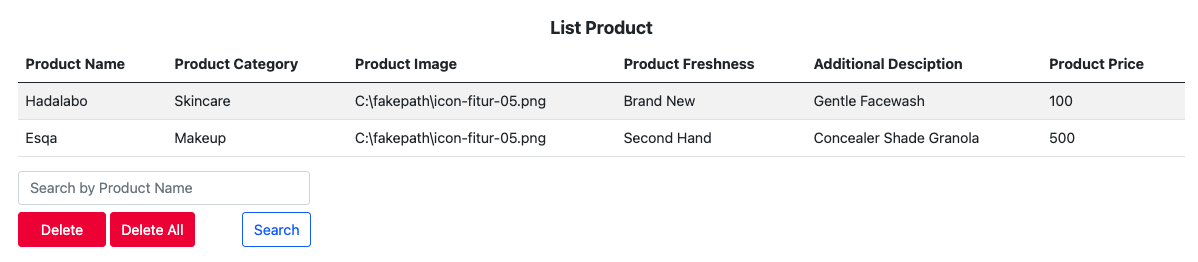 List Product
Product Name Product Category Product Image Product Freshness Additional Desciption Product Price
Hadalabo Skincare C:\fakepath\icon-fitur-05.png Brand New Gentle Facewash 100
Esqa Makeup C:\fakepath\icon-fitur-05.png Second Hand Concealer Shade Granola 500
Search by Product Name
Delete Delete All Search